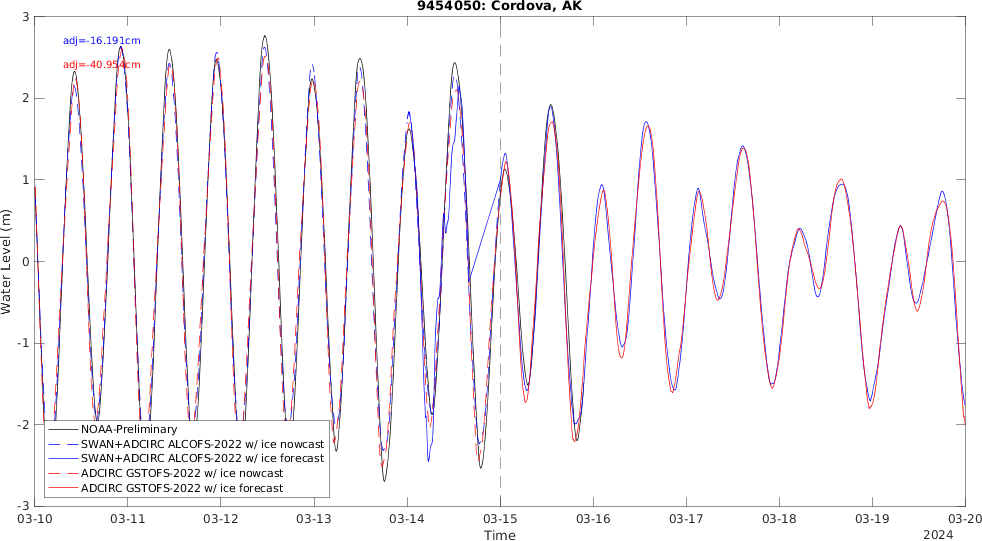 9454050: Cordova, AK
3
adj=-16.191cm
adj=-40.954cm
2
1
0
-1
-2
-3
Water Level (m)
NOAA-Preliminary
SWAN+ADCIRC ALCOFS-2022 w/ ice nowcast
SWAN+ADCIRC ALCOFS-2022 w/ ice forecast
ADCIRC GSTOFS-2022 w/ ice nowcast
ADCIRC GSTOFS-2022 w/ ice forecast
03-10 03-11 03-12 03-13 03-14 03-15 03-16 03-17 03-18 03-19 03-20
Time
2024